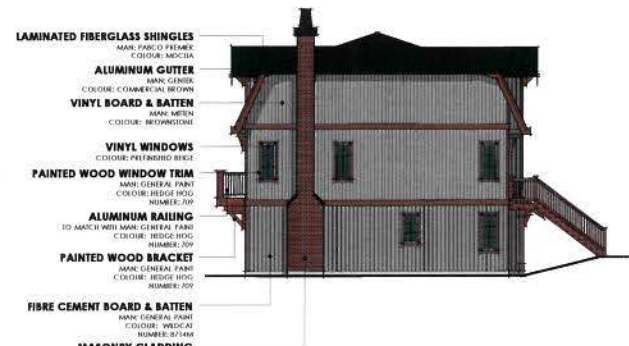 LAMINATED FIBERGLASS SHINGLES
MAN: PABCO PREMIER
COLOUR: MOCHA
ALUMINUM GUTTER
MAN: GENTEK
COLOUR: COMMERCIAL BROWN
VINYL BOARD & BATTEN
MAN: MITTEN
COLOUR: BROWNSTONE
VINYL WINDOWS
COLOUR: PREFINISHED BEIGE
PAINTED WOOD WINDOW TRIM
MAN: GENERAL PAINT
COLOUR: HEDGE HOG
NUMBER: 709
ALUMINUM RAILING
TO MATCH WITH MAN: GENERAL PAINT
COLOUR: HEDGE HOG
NUMBER: 709
PAINTED WOOD BRACKET
MAN: GENERAL PAINT
COLOUR: HEDGE HOG
NUMBER: 709
FIBRE CEMENT BOARD & BATTEN
MAN: GENERAL PAINT
COLOUR: WILDCAT
NUMBER: 8714M
MASONRY CLADDING